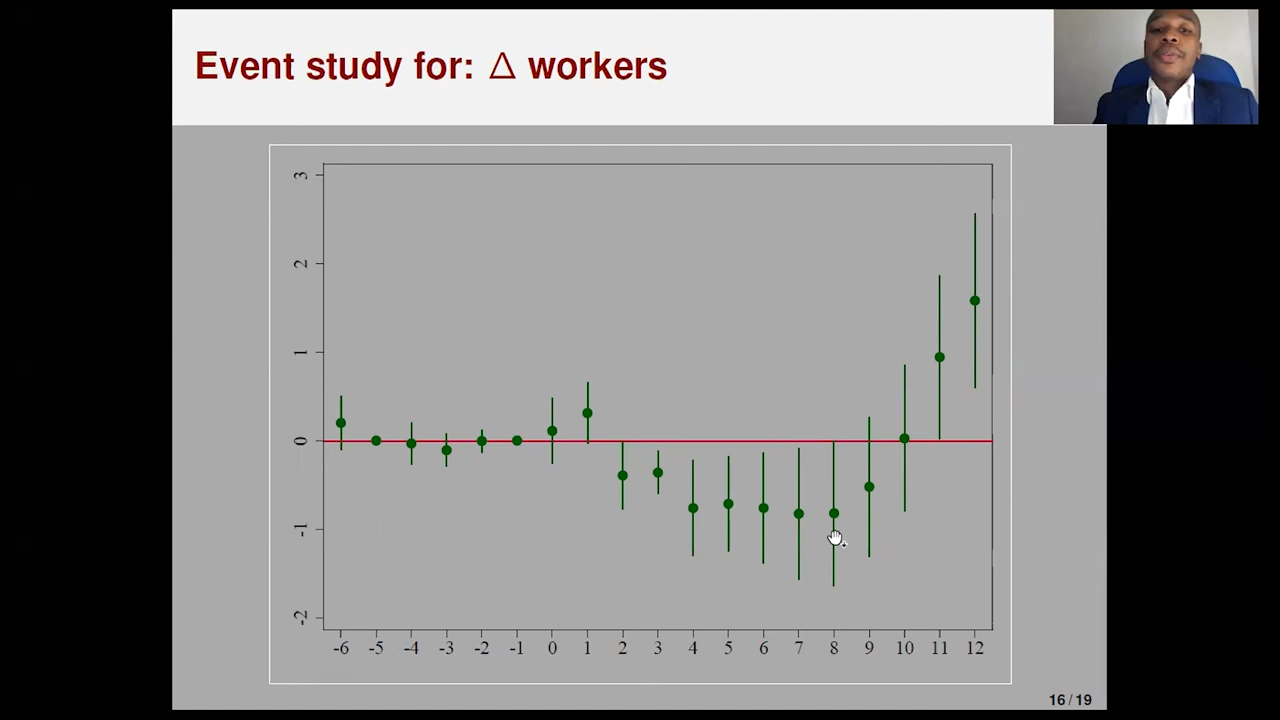 Event study for: Δ workers
3
2
1
0
-1
-2
-6 -5 -4 -3 -2 -1 0 1 2 3 4 5 6 7 8 9 10 11 12
16 / 19